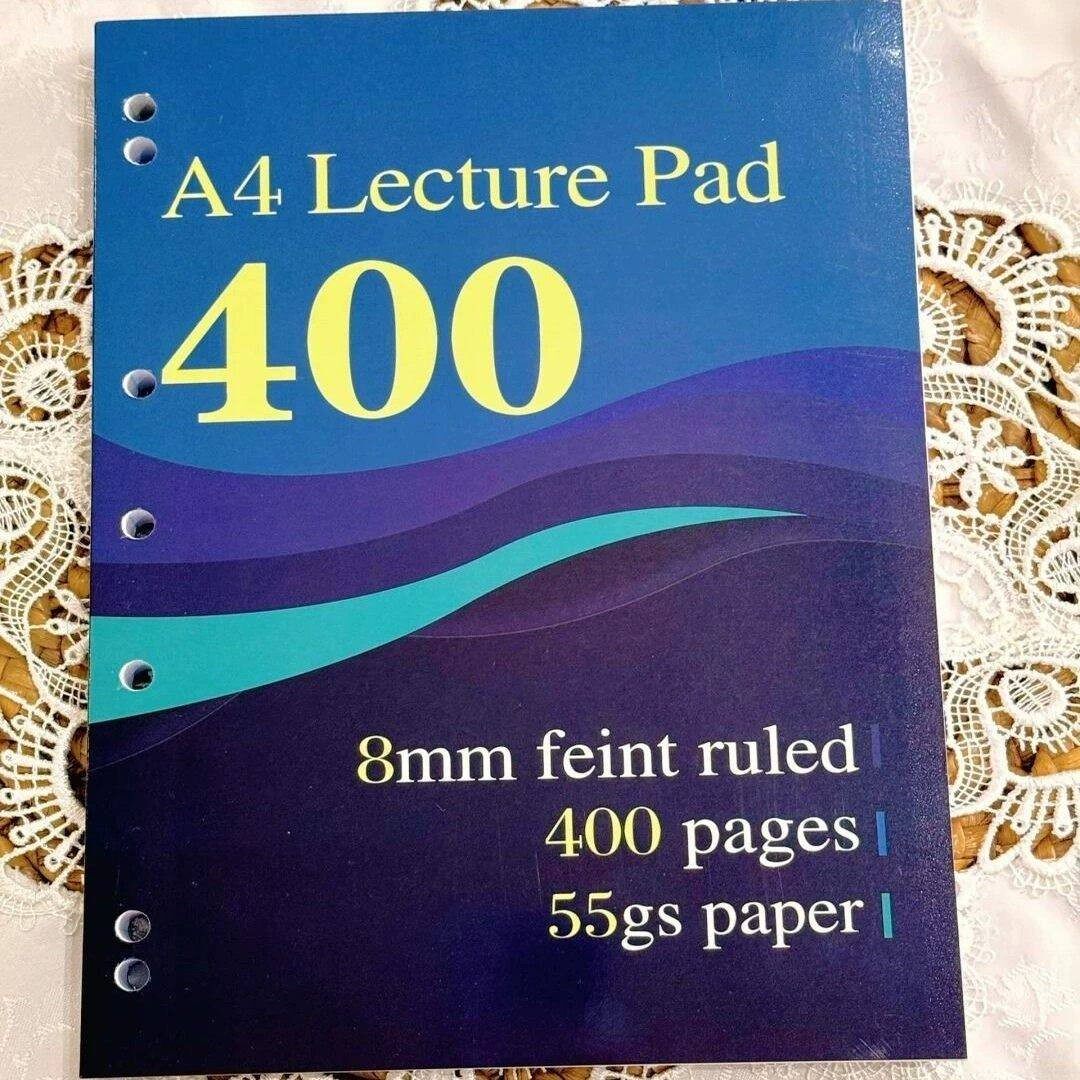 A4 Lecture Pad
400
8mm feint ruled
400 pages
55gs paper